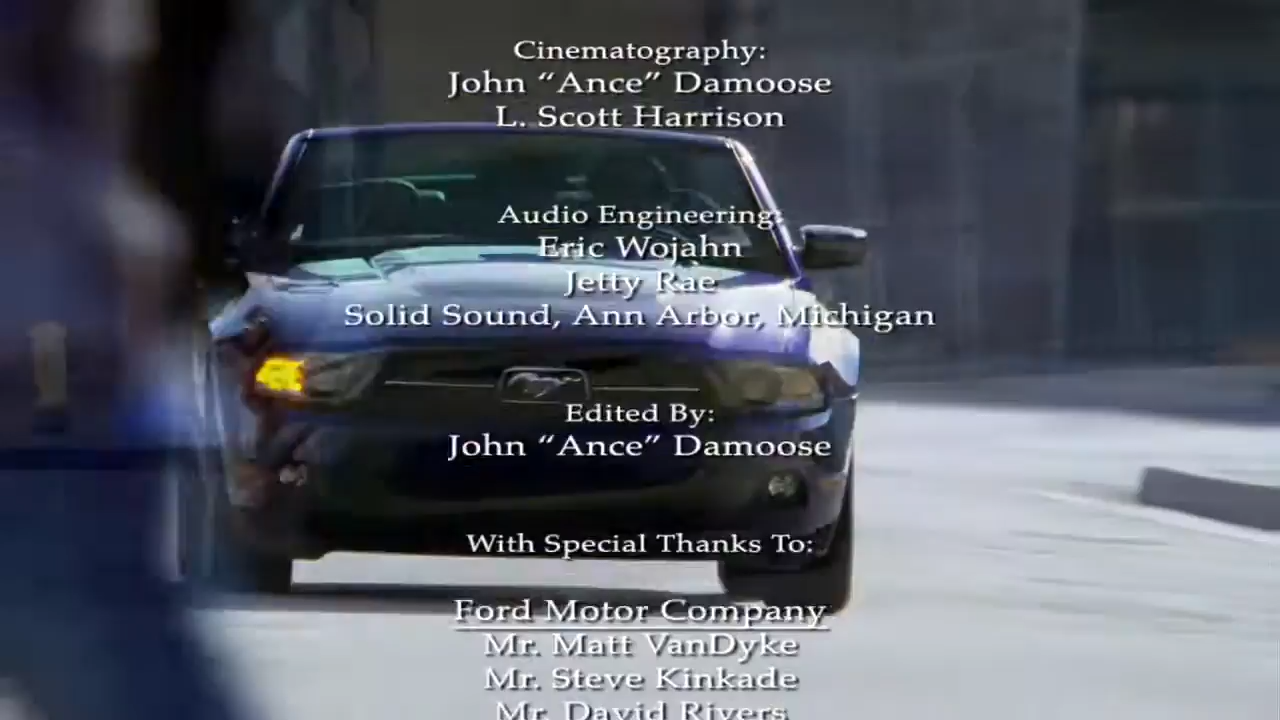 Cinematography:
John “Ance” Damoose
L. Scott Harrison
Audio Engineering:
Eric Wojahn
Jetty Rae
Solid Sound, Ann Arbor, Michigan
Edited By:
John “Ance” Damoose
With Special Thanks To:
Ford Motor Company
Mr. Matt VanDyke
Mr. Steve Kinkade
Mr. David Rivers